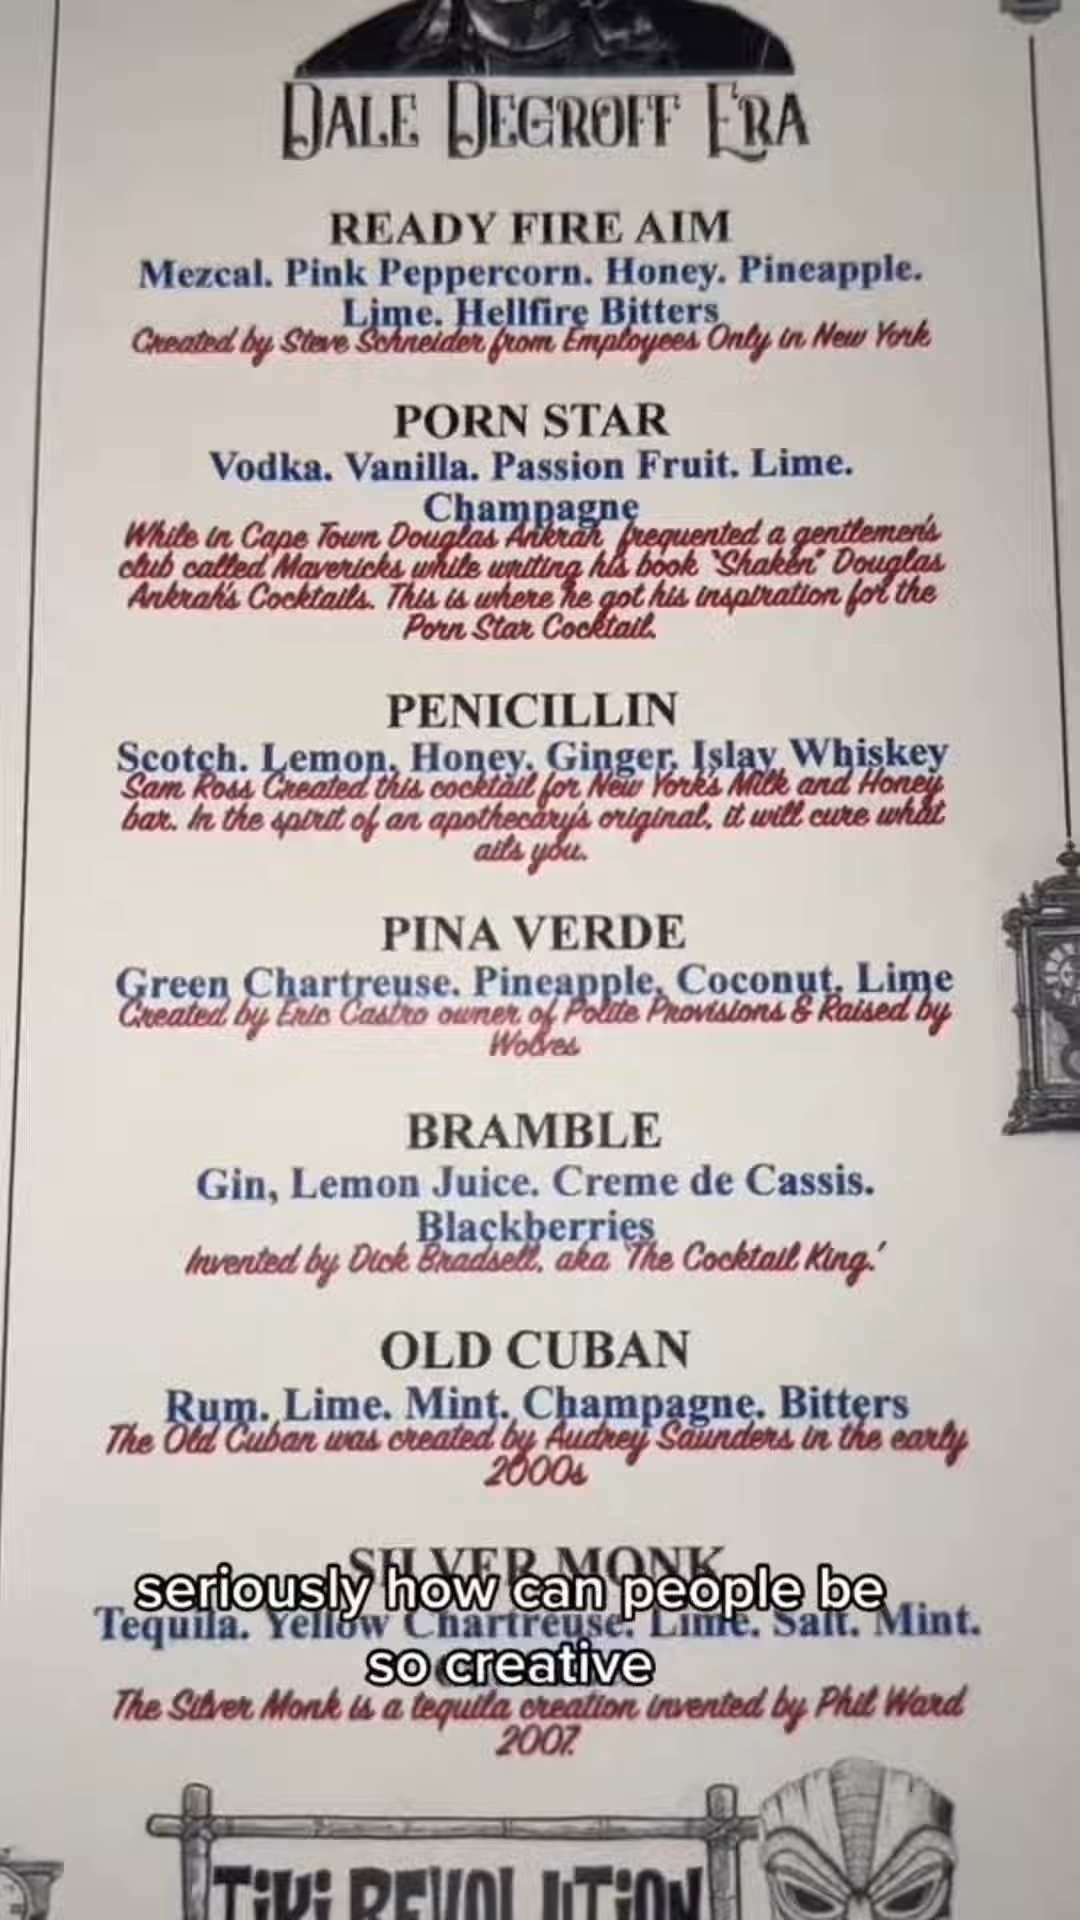 DALE DEGROFF ERA
READY FIRE AIM
Mezcal. Pink Peppercorn. Honey. Pineapple.
Lime. Hellfire Bitters
Created by Steve Schneider from Employees Only in New York
PORN STAR
Vodka. Vanilla. Passion Fruit. Lime.
Champagne
While in Cape Town Douglas Ankrah frequented a gentlemen's
club called Mavericks while writing his book "Shaken" Douglas
Ankrah's Cocktails. This is where he got his inspiration for the
Porn Star Cocktail.
PENICILLIN
Scotch. Lemon. Honey. Ginger. Islay Whiskey
Sam Ross Created this cocktail for New York's Milk and Honey
bar. In the spirit of an apothecary's original, it will cure what
ails you.
PINA VERDE
Green Chartreuse. Pineapple. Coconut. Lime
Created by Eric Castro owner of Polite Provisions & Raised by
Wolves
BRAMBLE
Gin, Lemon Juice. Creme de Cassis.
Blackberries
Invented by Dick Bradsell, aka 'The Cocktail King.'
OLD CUBAN
Rum. Lime. Mint. Champagne. Bitters
The Old Cuban was created by Audrey Saunders in the early
2000s
SILVER MONK
seriously how can people be
Tequila. Yellow Chartreuse. Lime. Salt. Mint.
so creative
The Silver Monk is a tequila creation invented by Phil Ward
2007.
TIKI REVOLUTION